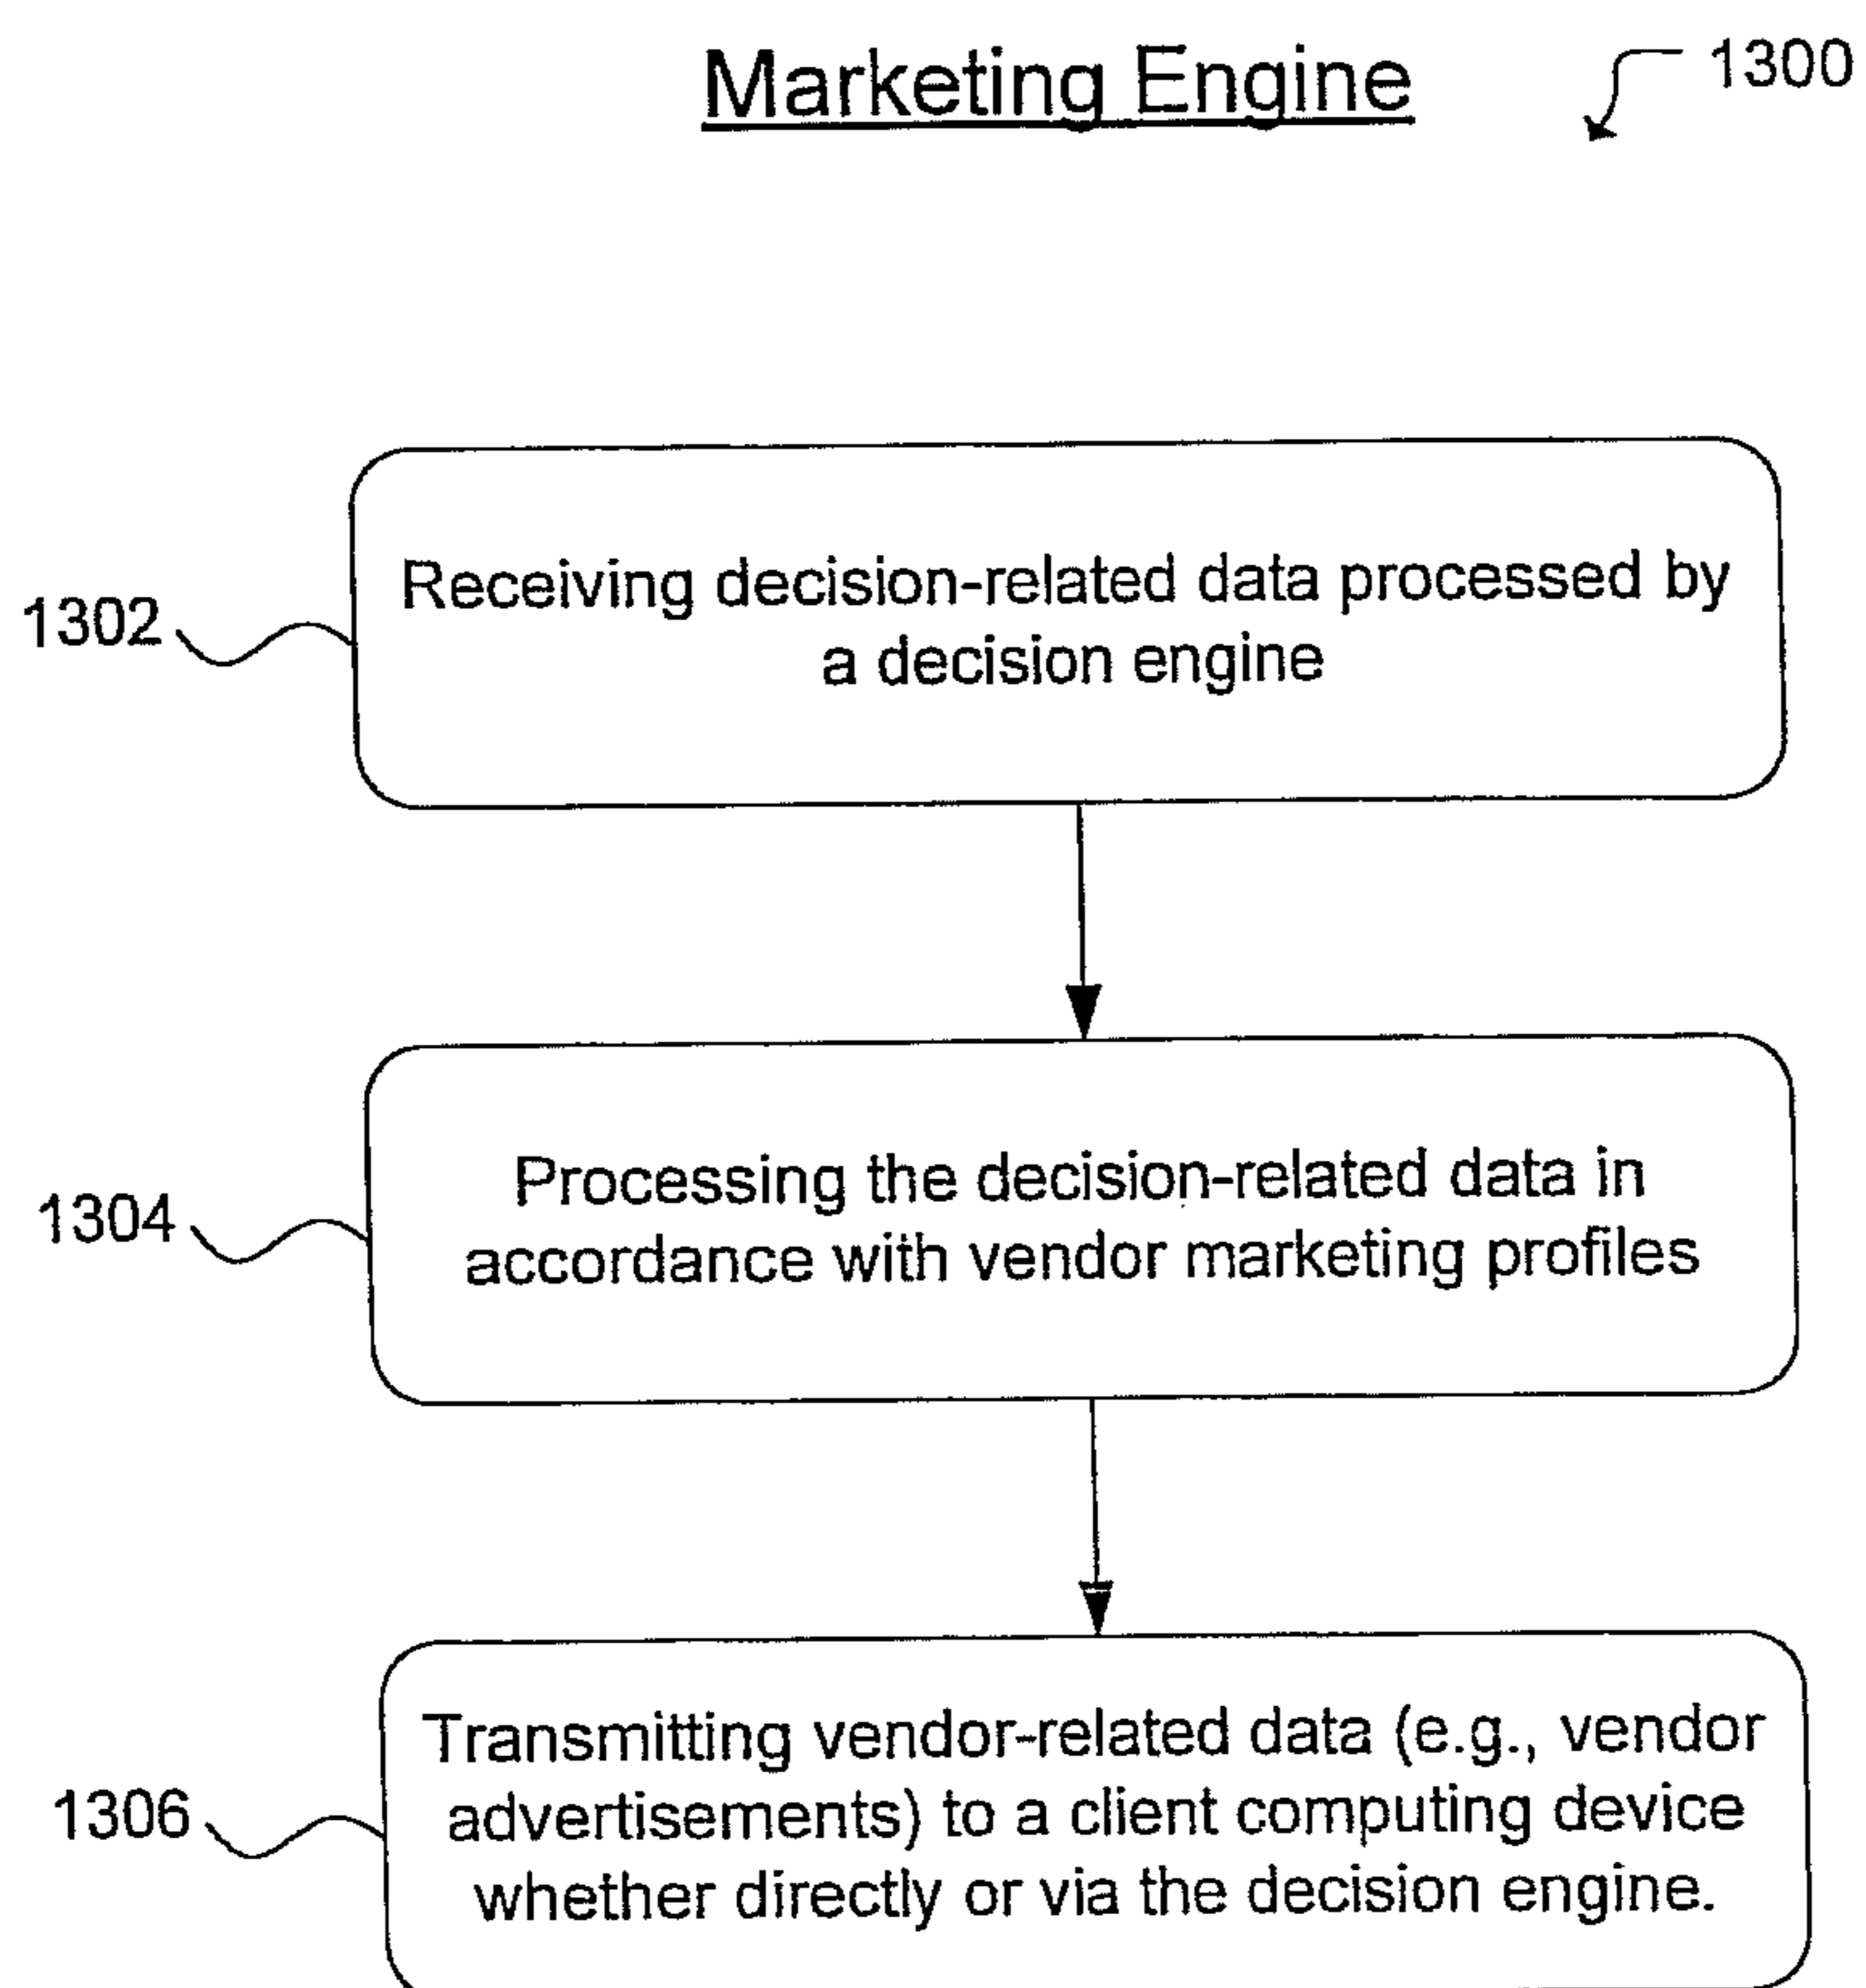 Marketing Engine
1300
1302
Receiving decision-related data processed by
a decision engine
1304
Processing the decision-related data in
accordance with vendor marketing profiles
1306
Transmitting vendor-related data (e.g., vendor
advertisements) to a client computing device
whether directly or via the decision engine.